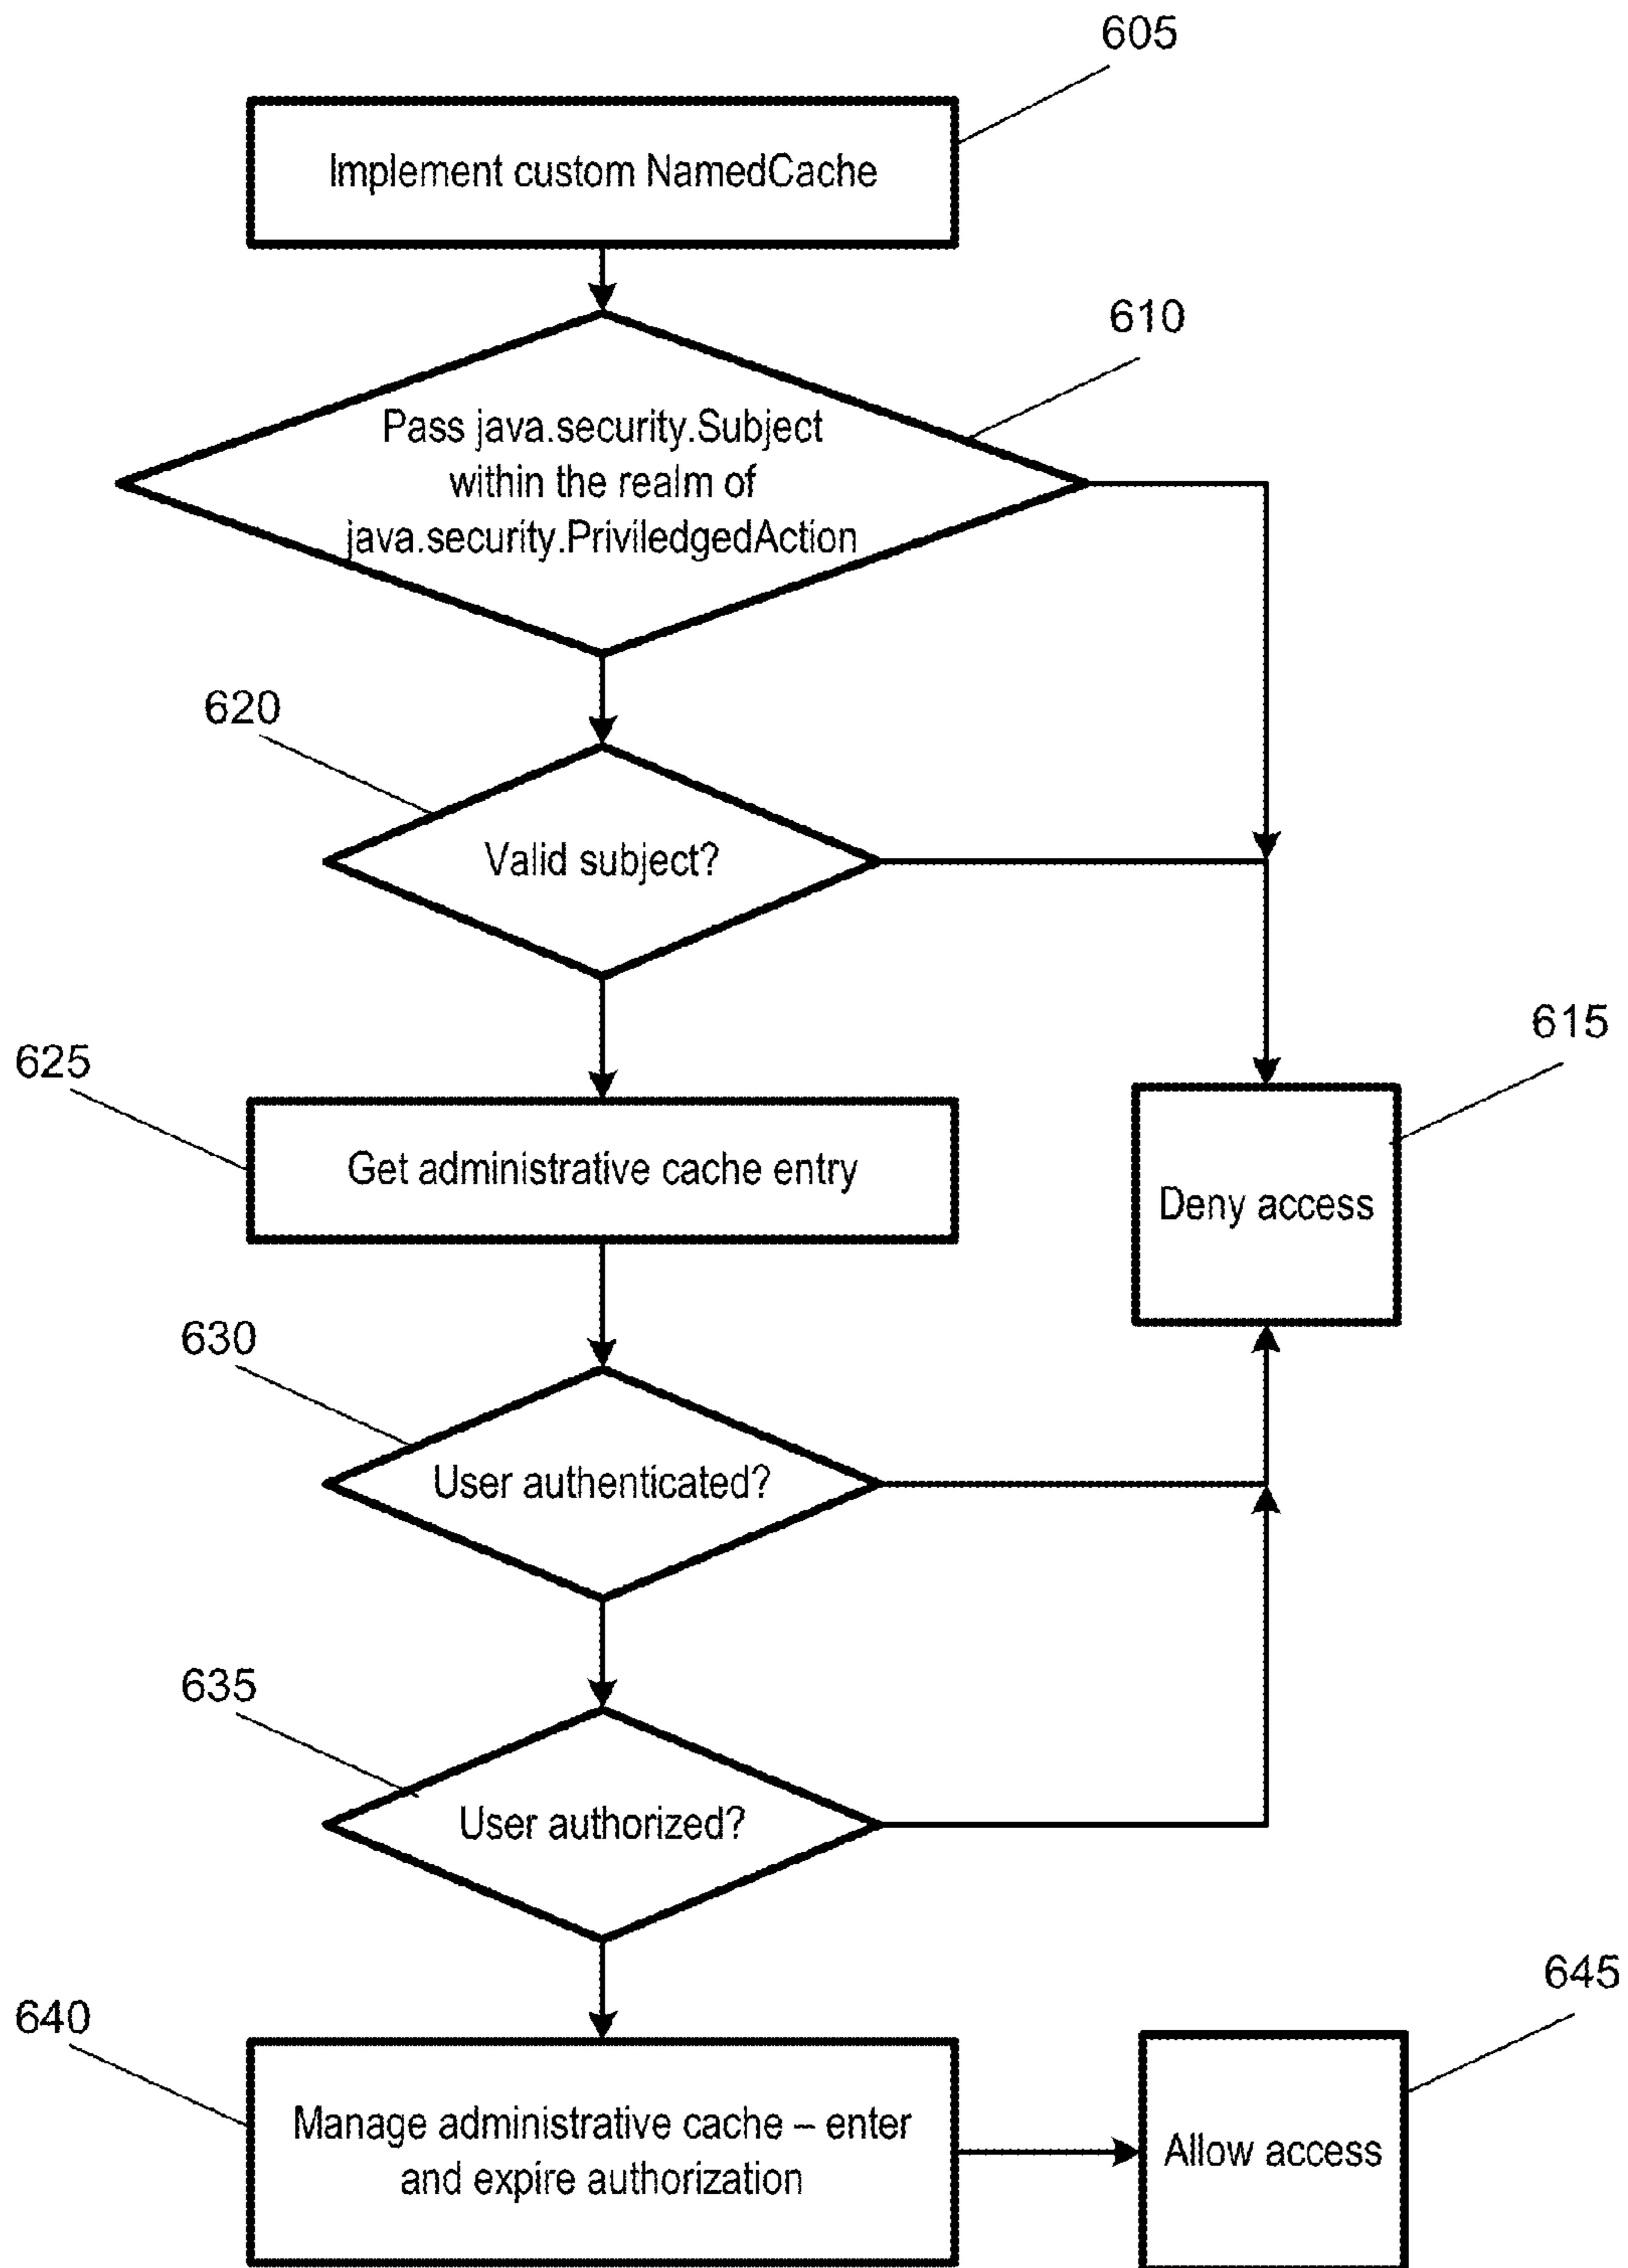 605
Implement custom NamedCache
610
Pass java.security.Subject
within the realm of
java.security.PriviledgedAction
620
Valid subject?
615
625
Get administrative cache entry
Deny access
630
User authenticated?
635
User authorized?
645
640
Manage administrative cache – enter
and expire authorization
Allow access